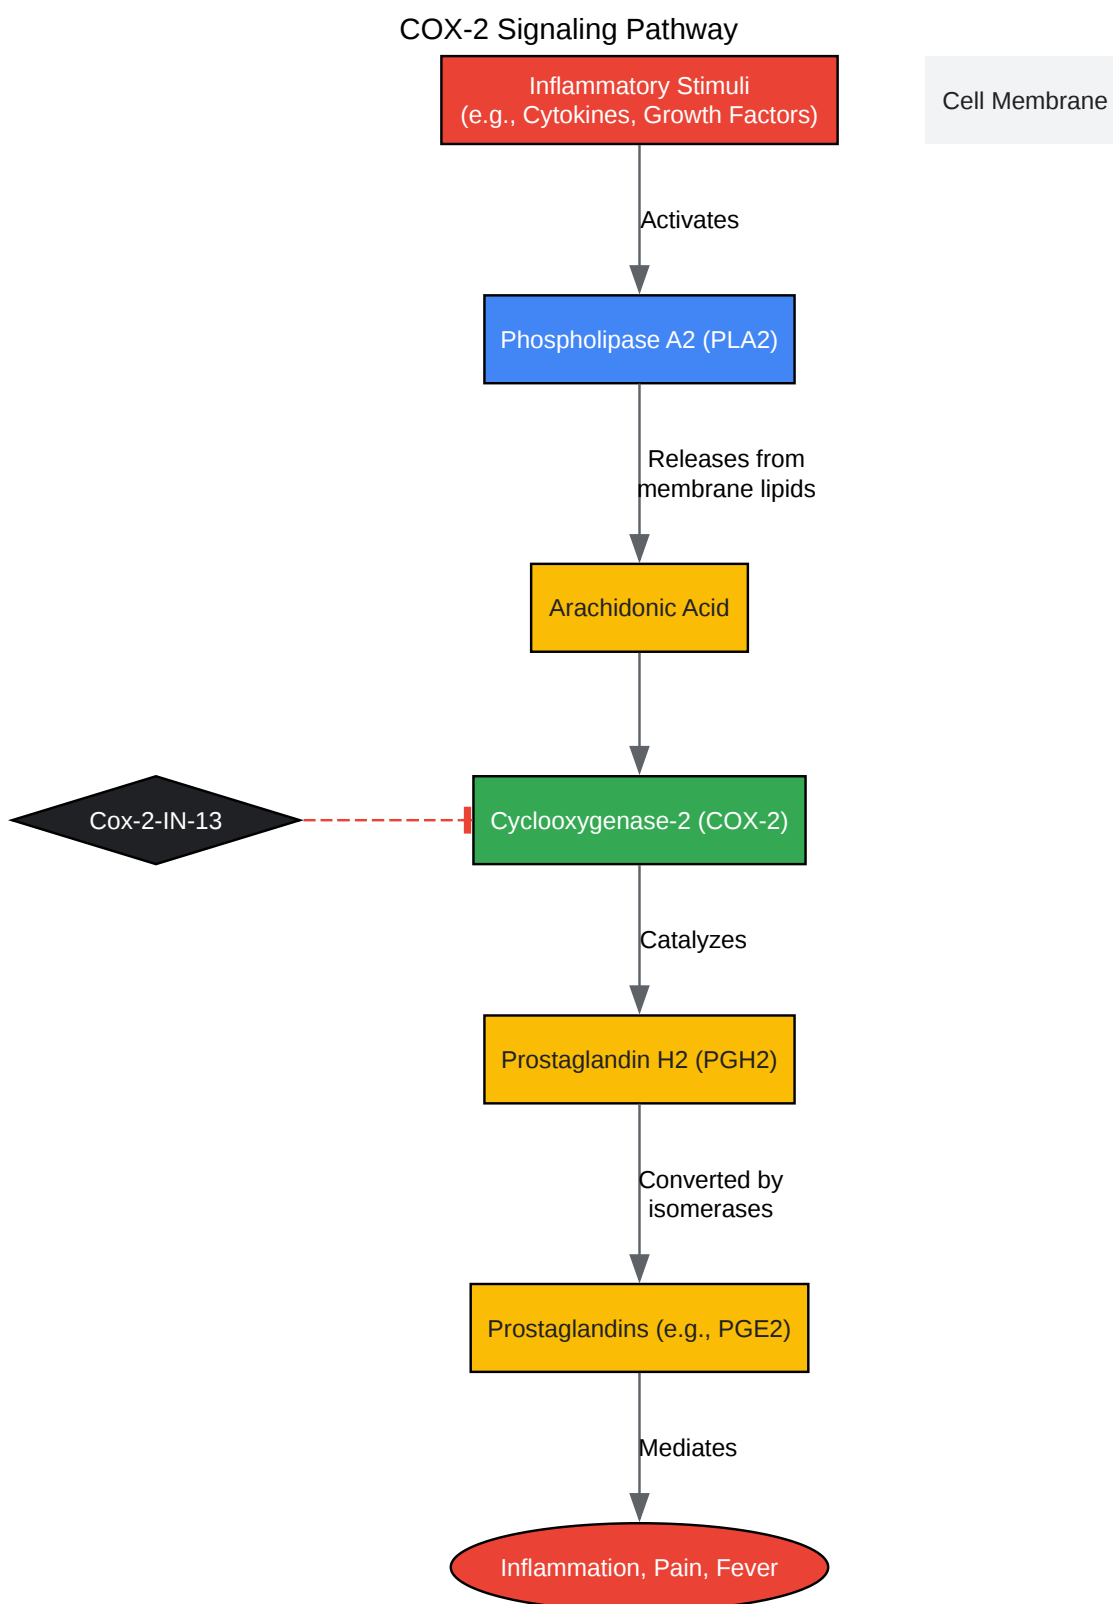 COX-2 Signaling Pathway
Inflammatory Stimuli
(e.g., Cytokines, Growth Factors)
Cell Membrane
Activates
Phospholipase A2 (PLA2)
Releases from
membrane lipids
Arachidonic Acid
Cox-2-IN-13
Cyclooxygenase-2 (COX-2)
Catalyzes
Prostaglandin H2 (PGH2)
Converted by
isomerases
Prostaglandins (e.g., PGE2)
Mediates
Inflammation, Pain, Fever